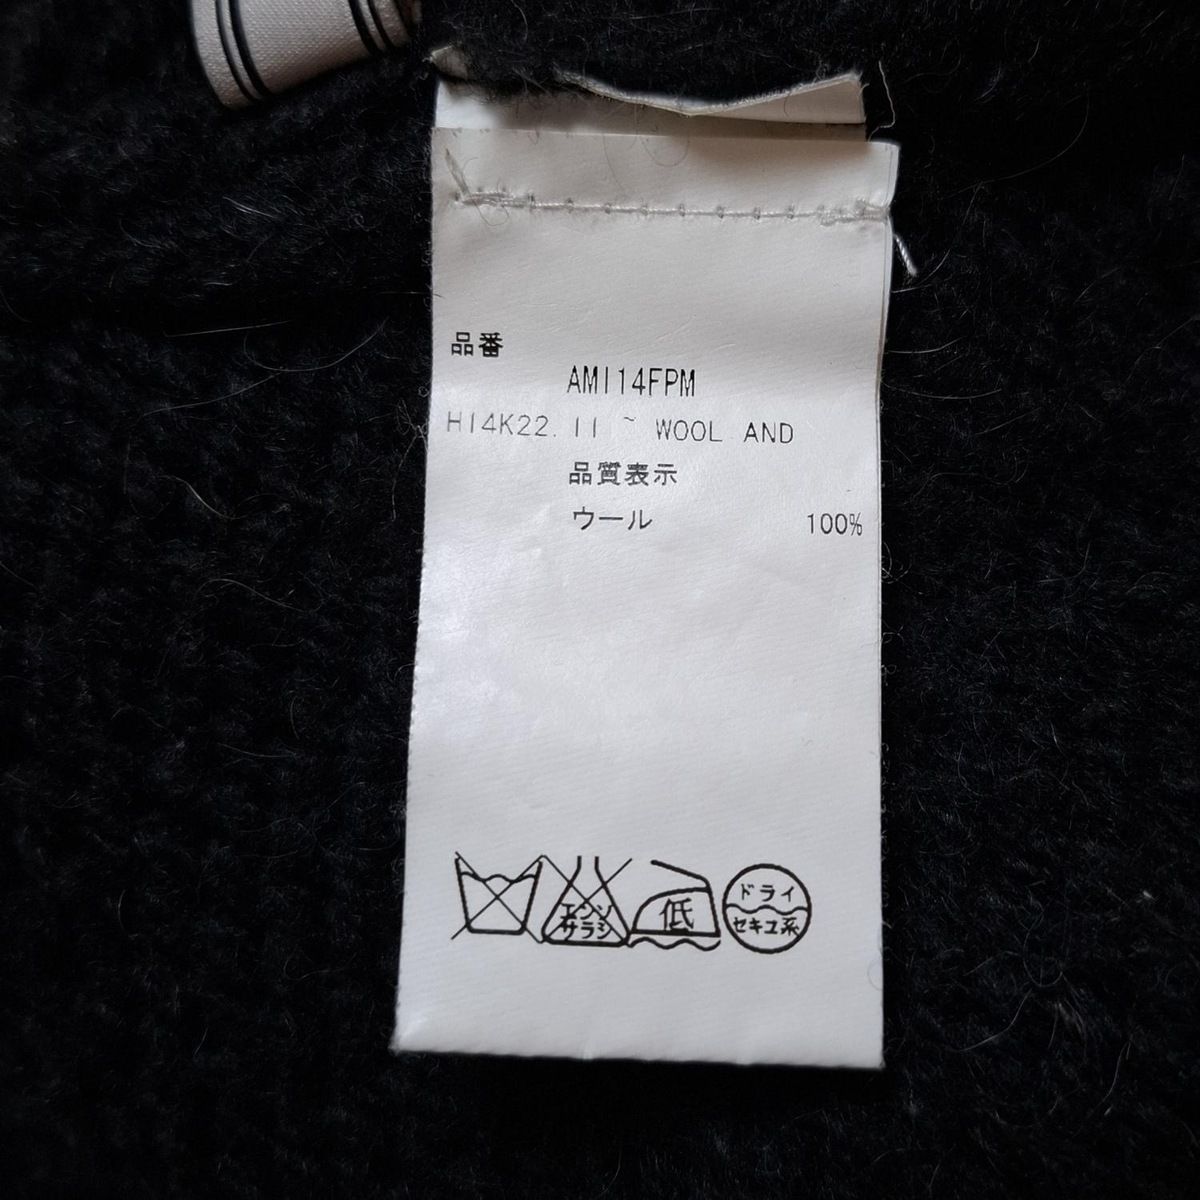 品番
AMI14FPM
H14K22.11 ~ WOOL AND
品質表示
ウール 100%
エンソ
サラシ
低
ドライ
セキユ系